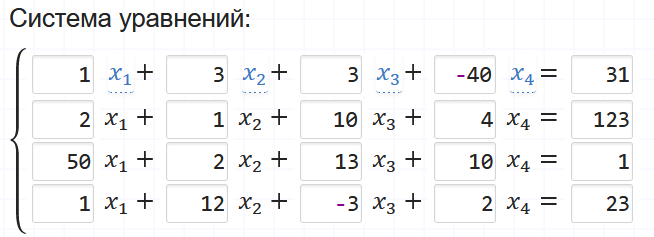 Система уравнений:
1 x₁ + 3 x₂ + 3 x₃ + -40 x₄ = 31
2 x₁ + 1 x₂ + 10 x₃ + 4 x₄ = 123
50 x₁ + 2 x₂ + 13 x₃ + 10 x₄ = 1
1 x₁ + 12 x₂ + -3 x₃ + 2 x₄ = 23